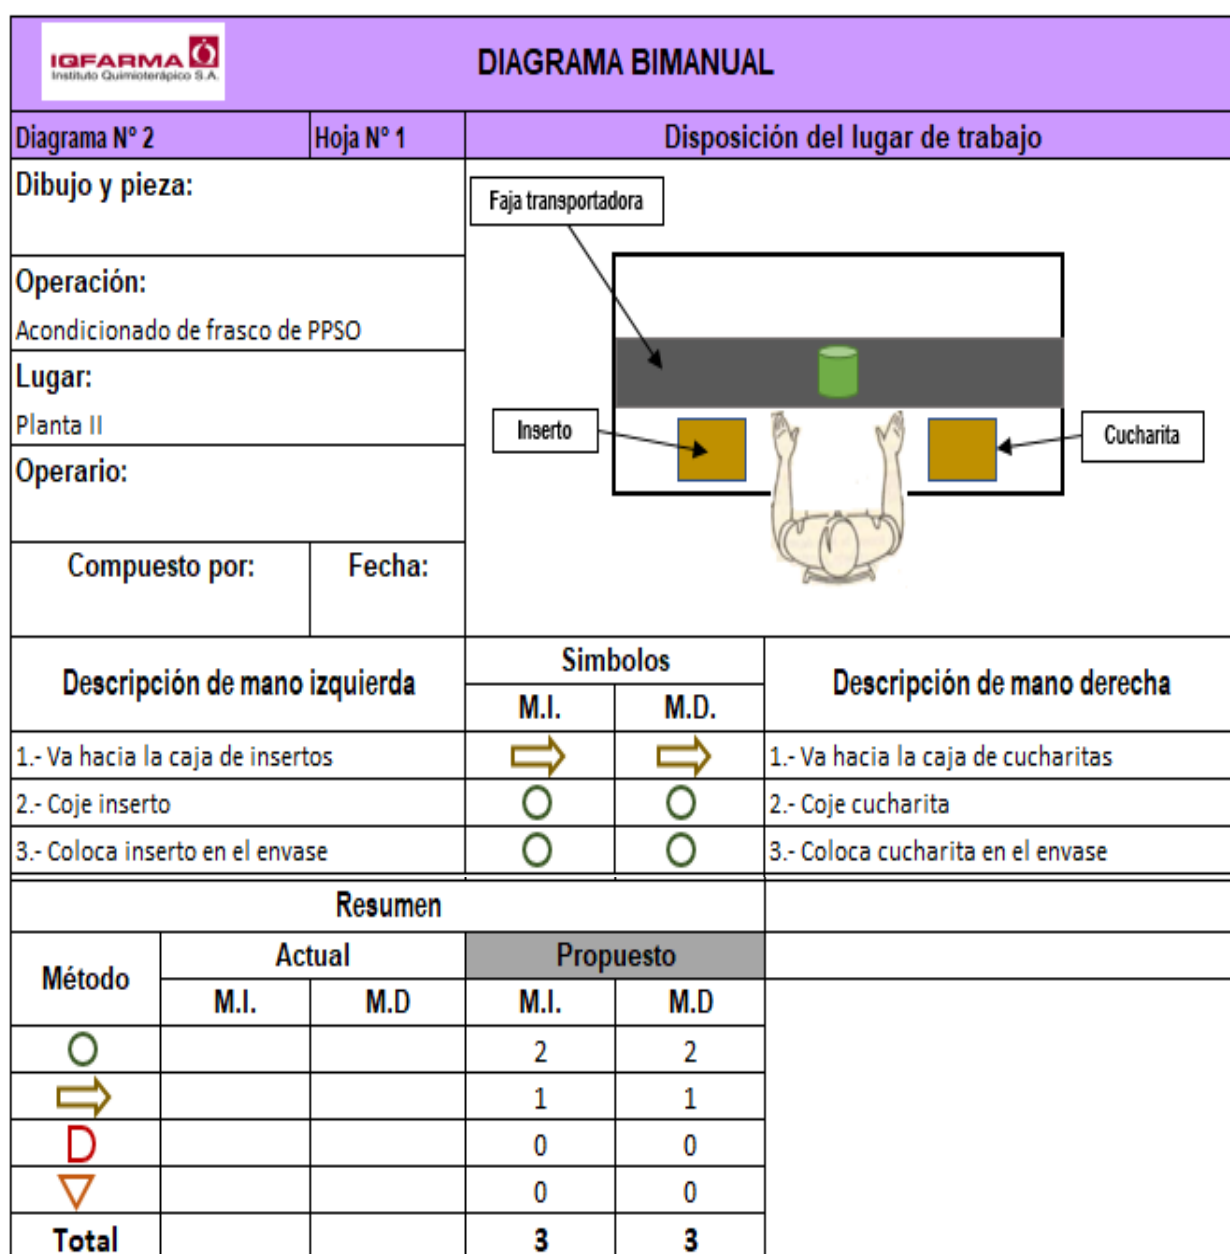 IQFARMA
Instituto Quimioterápico S.A.
DIAGRAMA BIMANUAL
Diagrama Nº 2
Hoja Nº 1
Disposición del lugar de trabajo
Dibujo y pieza:
Operación:
Acondicionado de frasco de PPSO
Lugar:
Planta II
Operario:
Compuesto por:
Fecha:
Faja transportadora
Inserto
Cucharita
Descripción de mano izquierda
Simbolos
Descripción de mano derecha
M.I.
M.D.
1.- Va hacia la caja de insertos
1.- Va hacia la caja de cucharitas
2.- Coje inserto
2.- Coje cucharita
3.- Coloca inserto en el envase
3.- Coloca cucharita en el envase
Resumen
Método
Actual
Propuesto
M.I.
M.D
M.I.
M.D
2
2
1
1
0
0
0
0
Total
3
3